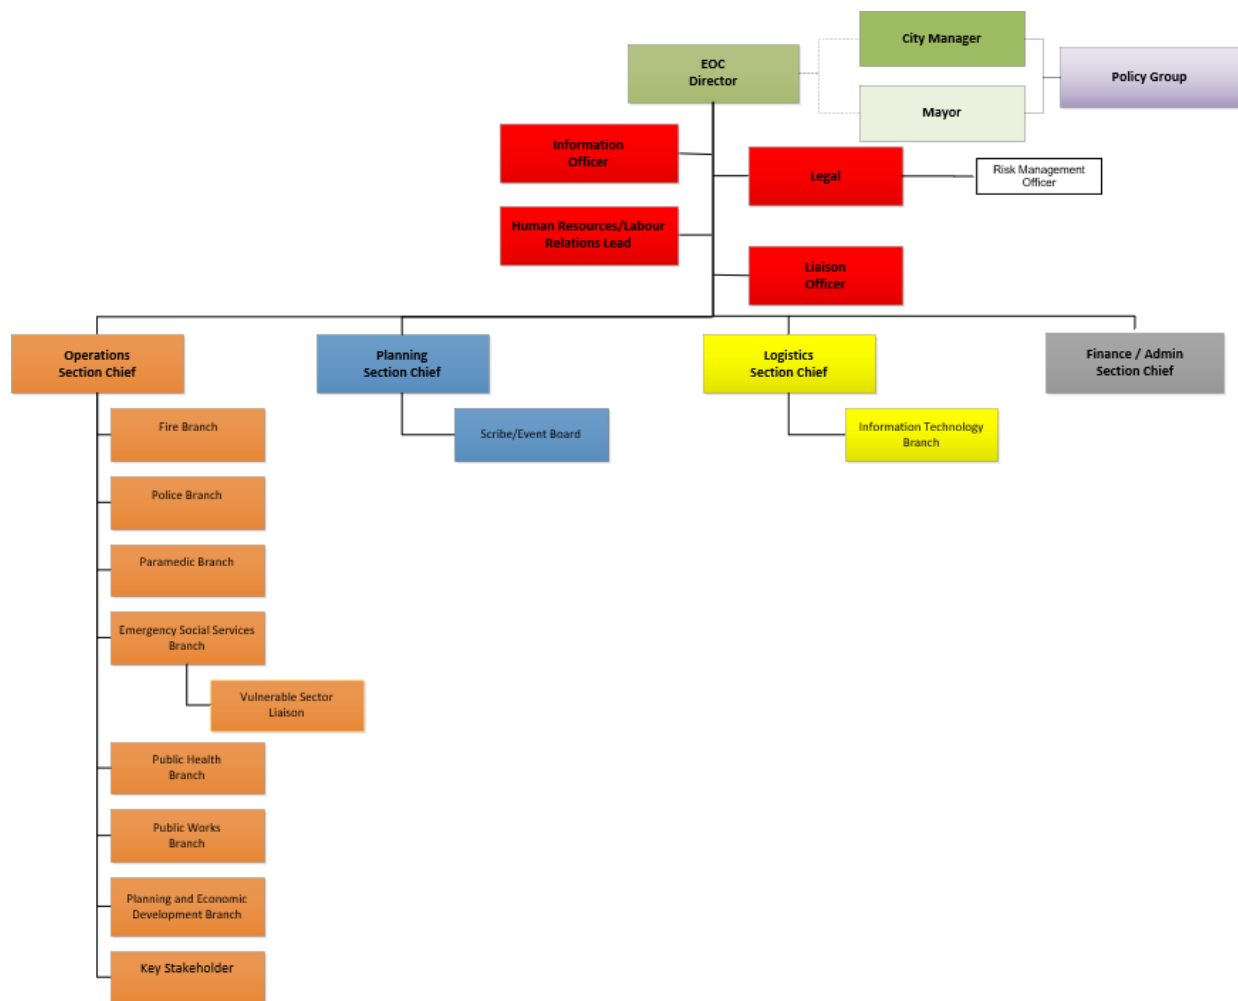 City Manager
EOC
Director
Policy Group
Mayor
Information
Officer
Legal
Risk Management
Officer
Human Resources/Labour
Relations Lead
Liaison
Officer
Operations
Section Chief
Planning
Section Chief
Logistics
Section Chief
Finance / Admin
Section Chief
Fire Branch
Scribe/Event Board
Information Technology
Branch
Police Branch
Paramedic Branch
Emergency Social Services
Branch
Vulnerable Sector
Liaison
Public Health
Branch
Public Works
Branch
Planning and Economic
Development Branch
Key Stakeholder